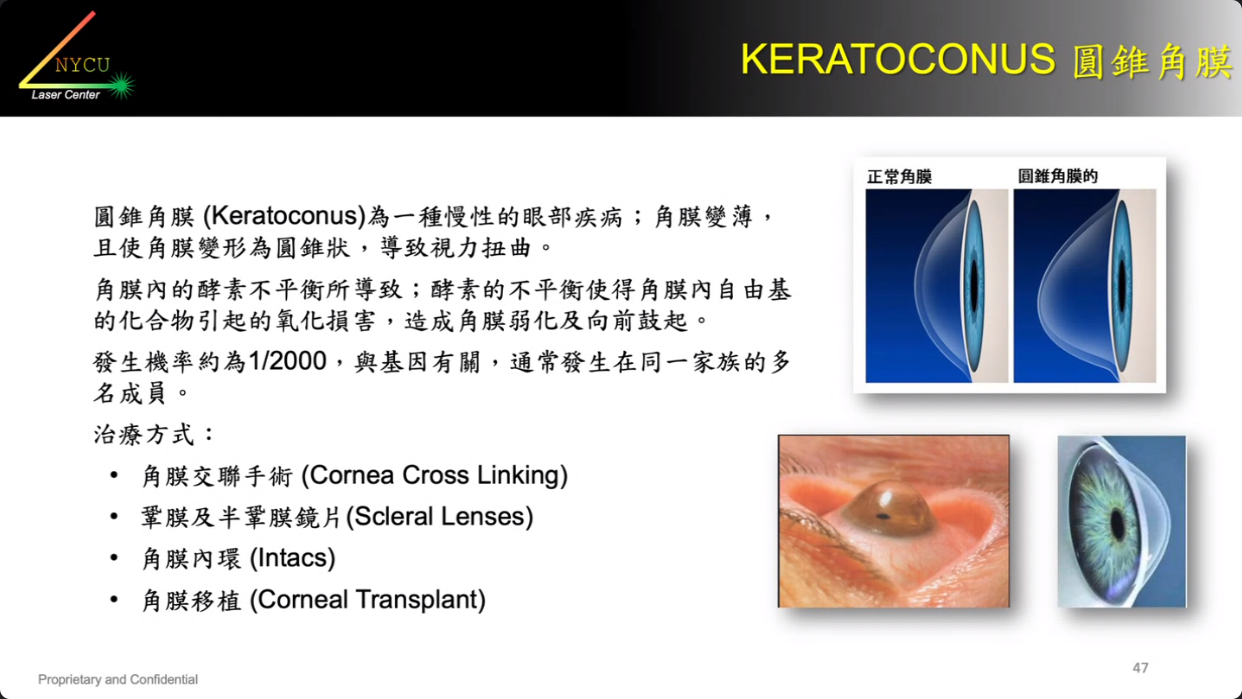 NYCU
Laser Center
KERATOCONUS 圓錐角膜
圓錐角膜 (Keratoconus)為一種慢性的眼部疾病；角膜變薄，
且使角膜變形為圓錐狀，導致視力扭曲。
角膜內的酵素不平衡所導致；酵素的不平衡使得角膜內自由基
的化合物引起的氧化損害，造成角膜弱化及向前鼓起。
發生機率約為1/2000，與基因有關，通常發生在同一家族的多
名成員。
治療方式：
• 角膜交聯手術 (Cornea Cross Linking)
• 鞏膜及半鞏膜鏡片(Scleral Lenses)
• 角膜內環 (Intacs)
• 角膜移植 (Corneal Transplant)
正常角膜
圓錐角膜的
Proprietary and Confidential
47